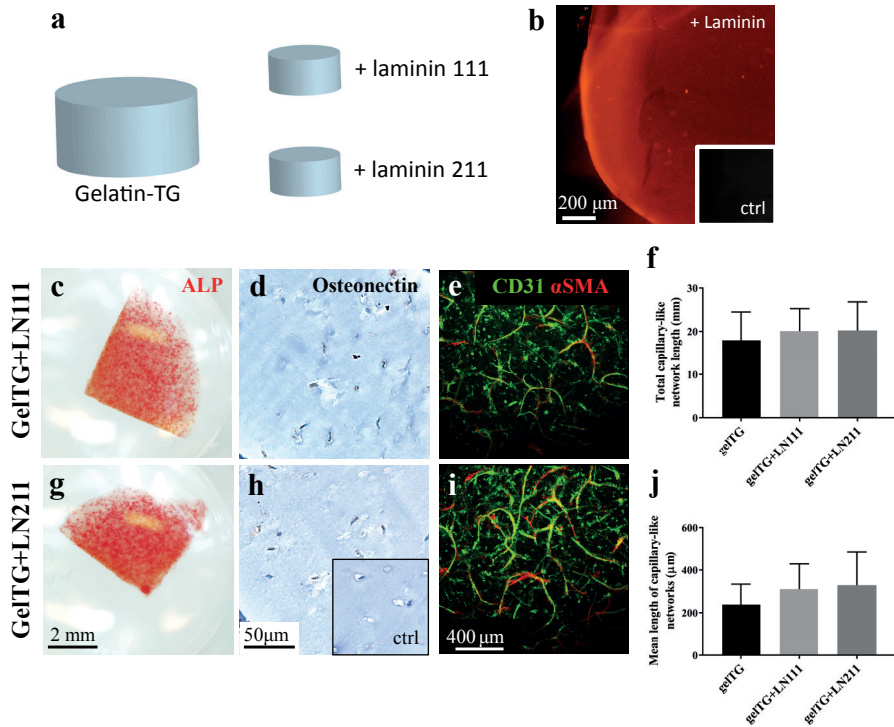 a
Gelatin-TG
+ laminin 111
+ laminin 211
b
+ Laminin
200 μm
ctrl
GelTG+LN111
c
ALP
d
Osteonectin
e
CD31 αSMA
f
Total capillary-like
network length (mm)
30
20
10
0
gelTG
gelTG+LN111
gelTG+LN211
GelTG+LN211
g
2 mm
h
50μm
ctrl
i
400 μm
j
Mean length of capillary-like
networks (μm)
600
400
200
0
gelTG
gelTG+LN111
gelTG+LN211